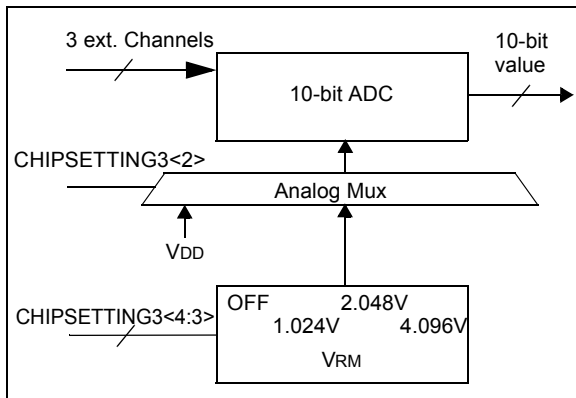 3 ext. Channels
10-bit
value
10-bit ADC
CHIPSETTING3<2>
Analog Mux
VDD
CHIPSETTING3<4:3>
OFF 2.048V
1.024V 4.096V
VRM